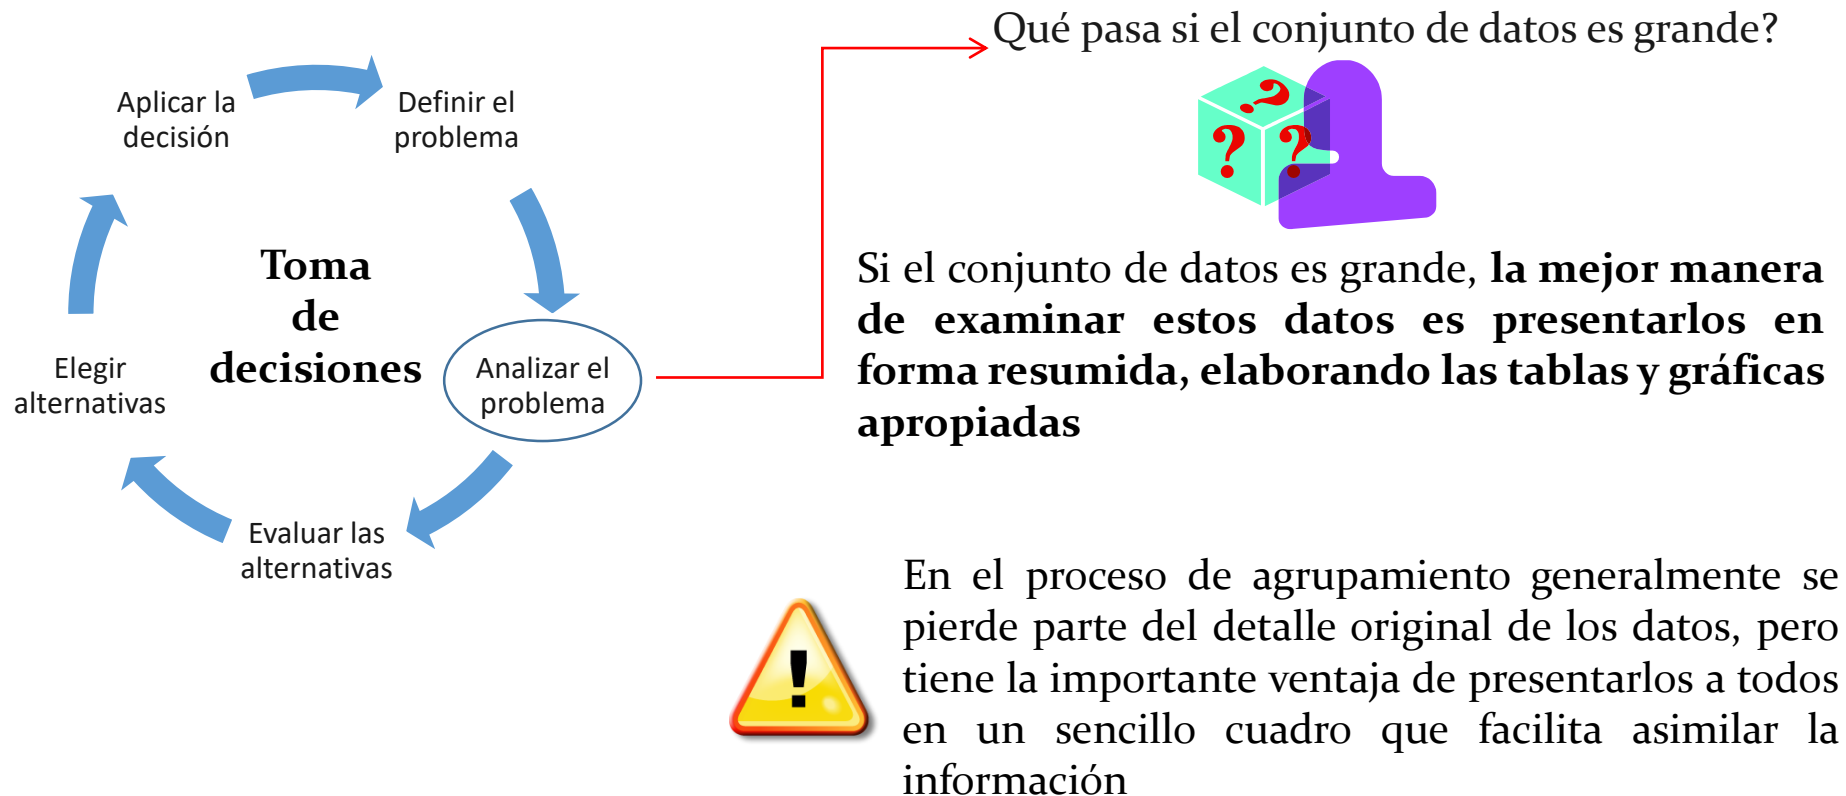 Qué pasa si el conjunto de datos es grande?
Aplicar la
decisión
Definir el
problema
Toma
de
decisiones
Analizar el
problema
Elegir
alternativas
Evaluar las
alternativas
? ? ?
Si el conjunto de datos es grande, la mejor manera
de examinar estos datos es presentarlos en
forma resumida, elaborando las tablas y gráficas
apropiadas
!
En el proceso de agrupamiento generalmente se
pierde parte del detalle original de los datos, pero
tiene la importante ventaja de presentarlos a todos
en un sencillo cuadro que facilita asimilar la
información